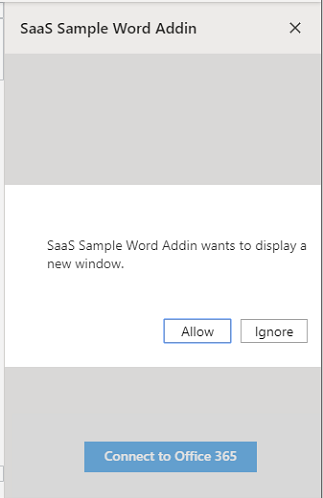 SaaS Sample Word Addin
SaaS Sample Word Addin wants to display a
new window.
Allow
Ignore
Connect to Office 365